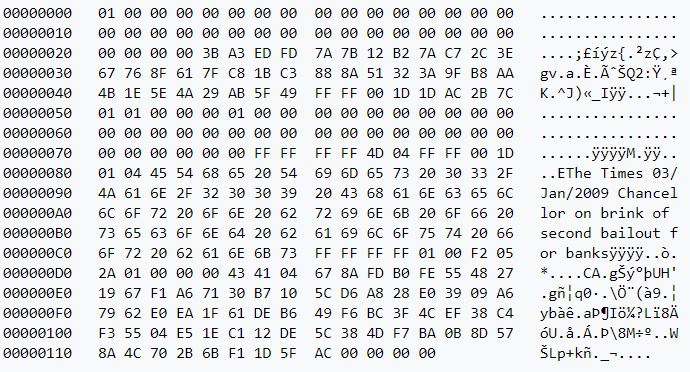 00000000 01 00 00 00 00 00 00 00 00 00 00 00 00 00 00 00 ................
00000010 00 00 00 00 00 00 00 00 00 00 00 00 00 00 00 00 ................
00000020 00 00 00 00 3B A3 ED FD 7A 7B 12 B2 7A C7 2C 3E ....;£íýz{.²zÇ,>
00000030 67 76 8F 61 7F C8 1B C3 88 8A 51 32 3A 9F B8 AA gv.a.È.ÃˆŠQ2:Ÿ¸ª
00000040 4B 1E 5E 4A 29 AB 5F 49 FF FF 00 1D 1D AC 2B 7C K.^J)«_Iÿÿ...¬+|
00000050 01 01 00 00 00 01 00 00 00 00 00 00 00 00 00 00 ................
00000060 00 00 00 00 00 00 00 00 00 00 00 00 00 00 00 00 ................
00000070 00 00 00 00 00 00 FF FF FF FF 4D 04 FF FF 00 1D ......ÿÿÿÿM.ÿÿ..
00000080 01 04 45 54 68 65 20 54 69 6D 65 73 20 30 33 2F ..EThe Times 03/
00000090 4A 61 6E 2F 32 30 30 39 20 43 68 61 6E 63 65 6C Jan/2009 Chancel
000000A0 6C 6F 72 20 6F 6E 20 62 72 69 6E 6B 20 6F 66 20 lor on brink of
000000B0 73 65 63 6F 6E 64 20 62 61 69 6C 6F 75 74 20 66 second bailout f
000000C0 6F 72 20 62 61 6E 6B 73 FF FF FF FF 01 00 F2 05 or banksÿÿÿÿ..ò.
000000D0 2A 01 00 00 00 43 41 04 67 8A FD B0 FE 55 48 27 *....CA.gŠý°þUH'
000000E0 19 67 F1 A6 71 30 B7 10 5C D6 A8 28 E0 39 09 A6 .gñ¦q0·.\Ö¨(à9.¦
000000F0 79 62 E0 EA 1F 61 DE B6 49 F6 BC 3F 4C EF 38 C4 ybàê.aÞ¶Iö¼?Lï8Ä
00000100 F3 55 04 E5 1E C1 12 DE 5C 38 4D F7 BA 0B 8D 57 óU.å.Á.Þ\8M÷º..W
00000110 8A 4C 70 2B 6B F1 1D 5F AC 00 00 00 00 ŠLp+kñ._¬....